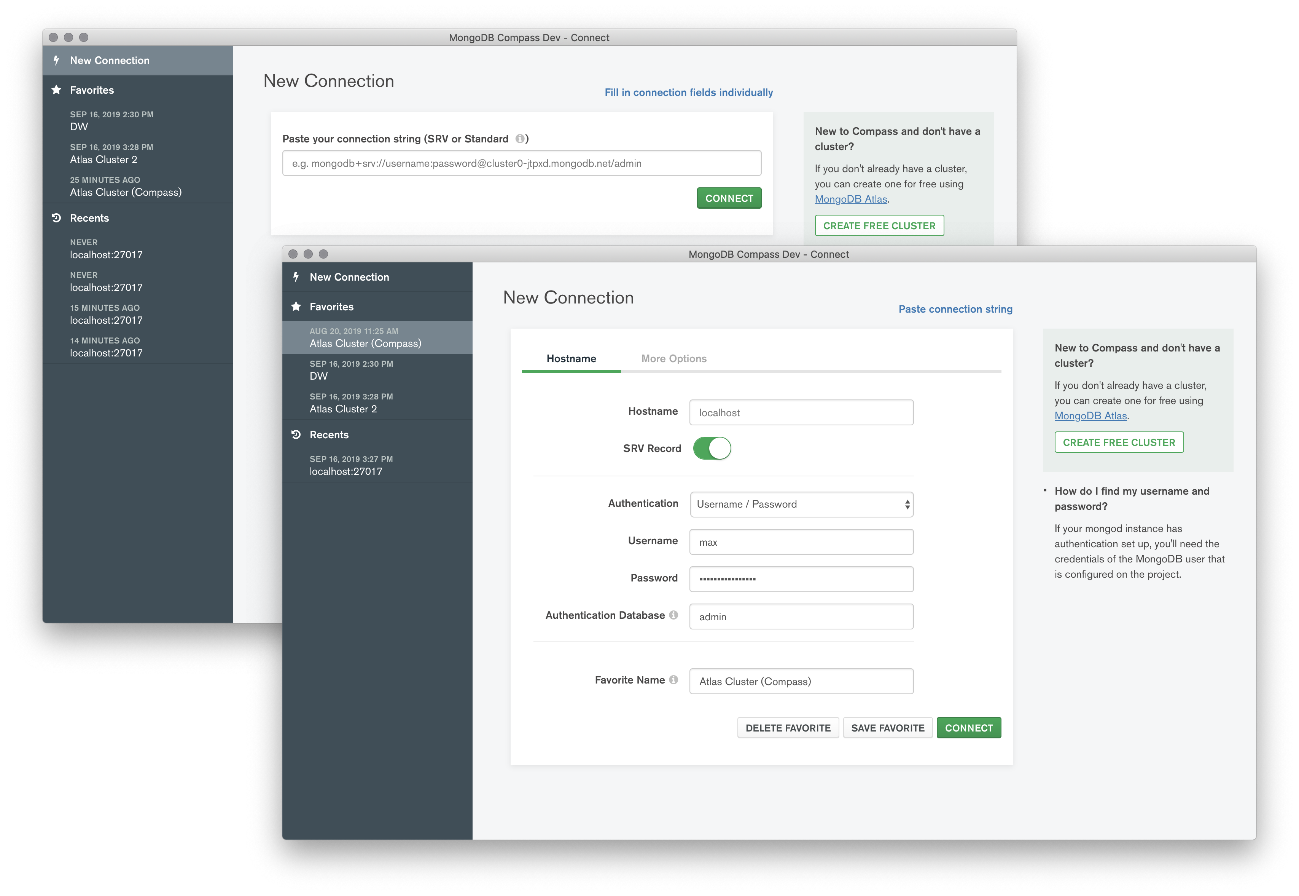 MongoDB Compass Dev - Connect
New Connection
Favorites
SEP 16, 2019 2:30 PM
DW
SEP 16, 2019 3:28 PM
Atlas Cluster 2
25 MINUTES AGO
Atlas Cluster (Compass)
Recents
NEVER
localhost:27017
NEVER
localhost:27017
15 MINUTES AGO
localhost:27017
14 MINUTES AGO
localhost:27017
New Connection
Fill in connection fields individually
Paste your connection string (SRV or Standard i)
e.g. mongodb+srv://username:password@cluster0-jtpxd.mongodb.net/admin
CONNECT
New to Compass and don't have a
cluster?
If you don't already have a cluster,
you can create one for free using
MongoDB Atlas.
CREATE FREE CLUSTER
MongoDB Compass Dev - Connect
New Connection
Favorites
AUG 20, 2019 11:25 AM
Atlas Cluster (Compass)
SEP 16, 2019 2:30 PM
DW
SEP 16, 2019 3:28 PM
Atlas Cluster 2
Recents
SEP 16, 2019 3:27 PM
localhost:27017
New Connection
Paste connection string
Hostname More Options
Hostname localhost
SRV Record
Authentication Username / Password
Username max
Password ••••••••••••••••
Authentication Database i admin
Favorite Name i Atlas Cluster (Compass)
DELETE FAVORITE SAVE FAVORITE CONNECT
New to Compass and don't have a
cluster?
If you don't already have a cluster,
you can create one for free using
MongoDB Atlas.
CREATE FREE CLUSTER
• How do I find my username and
password?
If your mongod instance has
authentication set up, you'll need the
credentials of the MongoDB user that
is configured on the project.